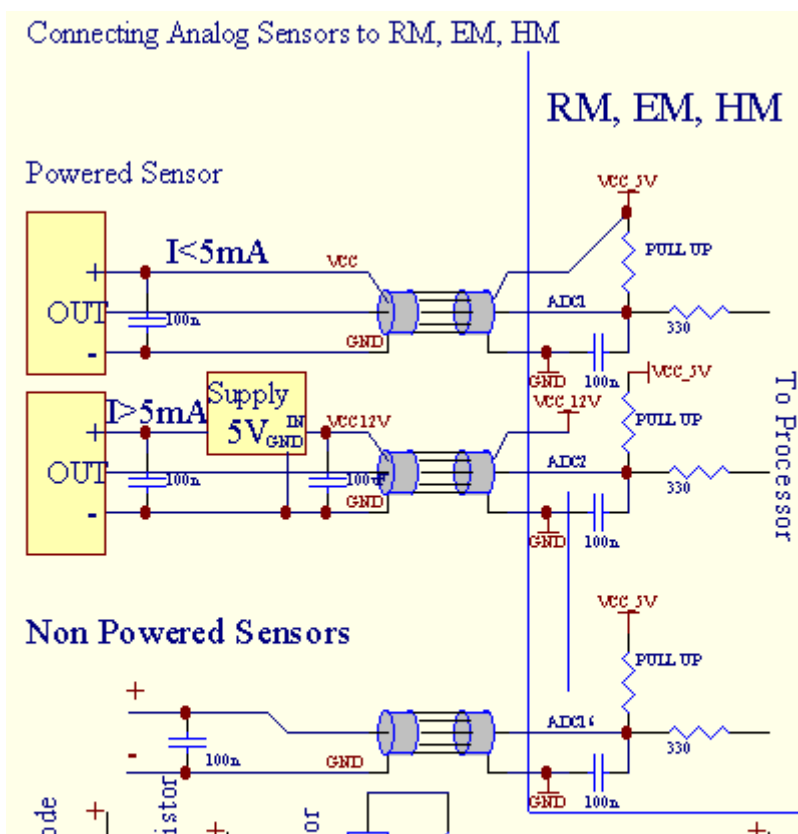 Connecting Analog Sensors to RM, EM, HM
RM, EM, HM
Powered Sensor
VCC_5V
I<5mA
VCC
PULL UP
+
OUT
100n
ADC1
330
-
GND
GND
100n
VCC_5V
I>5mA
Supply
5V
IN
GND
VCC12V
VCC_12V
PULL UP
+
OUT
100n
ADC2
330
-
GND
GND
100n
To Processor
Non Powered Sensors
VCC_5V
PULL UP
+
ADC16
-
100n
GND
330
GND
100n
+
+
+